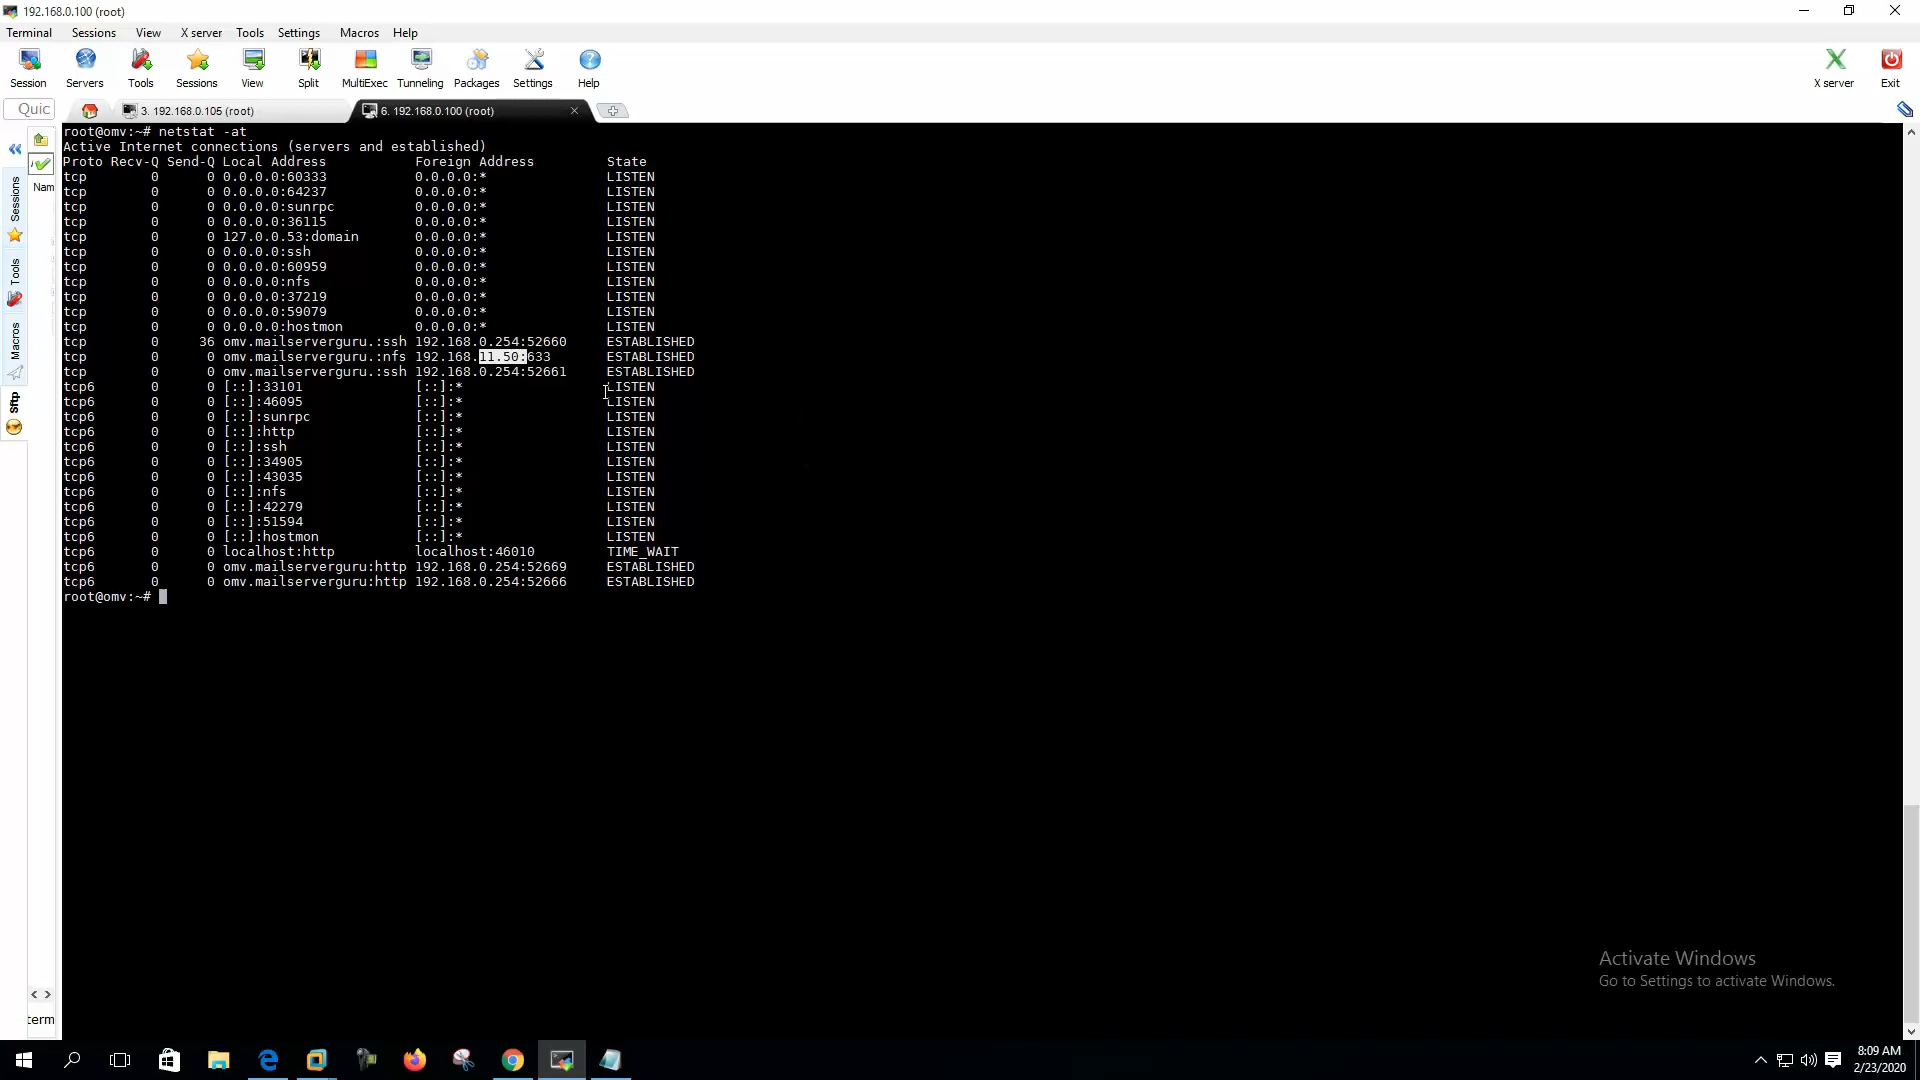 192.168.0.100 (root)
Terminal Sessions View X server Tools Settings Macros Help
Session Servers Tools Sessions View Split MultiExec Tunneling Packages Settings Help X server Exit
Quic 3. 192.168.0.105 (root) 6. 192.168.0.100 (root)
root@omv:~# netstat -at
Active Internet connections (servers and established)
Proto Recv-Q Send-Q Local Address Foreign Address State
tcp 0 0 0.0.0.0:60333 0.0.0.0:* LISTEN
tcp 0 0 0.0.0.0:64237 0.0.0.0:* LISTEN
tcp 0 0 0.0.0.0:sunrpc 0.0.0.0:* LISTEN
tcp 0 0 0.0.0.0:36115 0.0.0.0:* LISTEN
tcp 0 0 127.0.0.53:domain 0.0.0.0:* LISTEN
tcp 0 0 0.0.0.0:ssh 0.0.0.0:* LISTEN
tcp 0 0 0.0.0.0:60959 0.0.0.0:* LISTEN
tcp 0 0 0.0.0.0:nfs 0.0.0.0:* LISTEN
tcp 0 0 0.0.0.0:37219 0.0.0.0:* LISTEN
tcp 0 0 0.0.0.0:59079 0.0.0.0:* LISTEN
tcp 0 0 0.0.0.0:hostmon 0.0.0.0:* LISTEN
tcp 0 36 omv.mailserverguru.:ssh 192.168.0.254:52660 ESTABLISHED
tcp 0 0 omv.mailserverguru.:nfs 192.168.11.50:633 ESTABLISHED
tcp 0 0 omv.mailserverguru.:ssh 192.168.0.254:52661 ESTABLISHED
tcp6 0 0 [::]:33101 [::]:* LISTEN
tcp6 0 0 [::]:46095 [::]:* LISTEN
tcp6 0 0 [::]:sunrpc [::]:* LISTEN
tcp6 0 0 [::]:http [::]:* LISTEN
tcp6 0 0 [::]:ssh [::]:* LISTEN
tcp6 0 0 [::]:34905 [::]:* LISTEN
tcp6 0 0 [::]:43035 [::]:* LISTEN
tcp6 0 0 [::]:nfs [::]:* LISTEN
tcp6 0 0 [::]:42279 [::]:* LISTEN
tcp6 0 0 [::]:51594 [::]:* LISTEN
tcp6 0 0 [::]:hostmon [::]:* LISTEN
tcp6 0 0 localhost:http localhost:46010 TIME_WAIT
tcp6 0 0 omv.mailserverguru:http 192.168.0.254:52669 ESTABLISHED
tcp6 0 0 omv.mailserverguru:http 192.168.0.254:52666 ESTABLISHED
root@omv:~#
Nam
Sessions
Tools
Macros
Sftp
term
Activate Windows
Go to Settings to activate Windows.
8:09 AM
2/23/2020